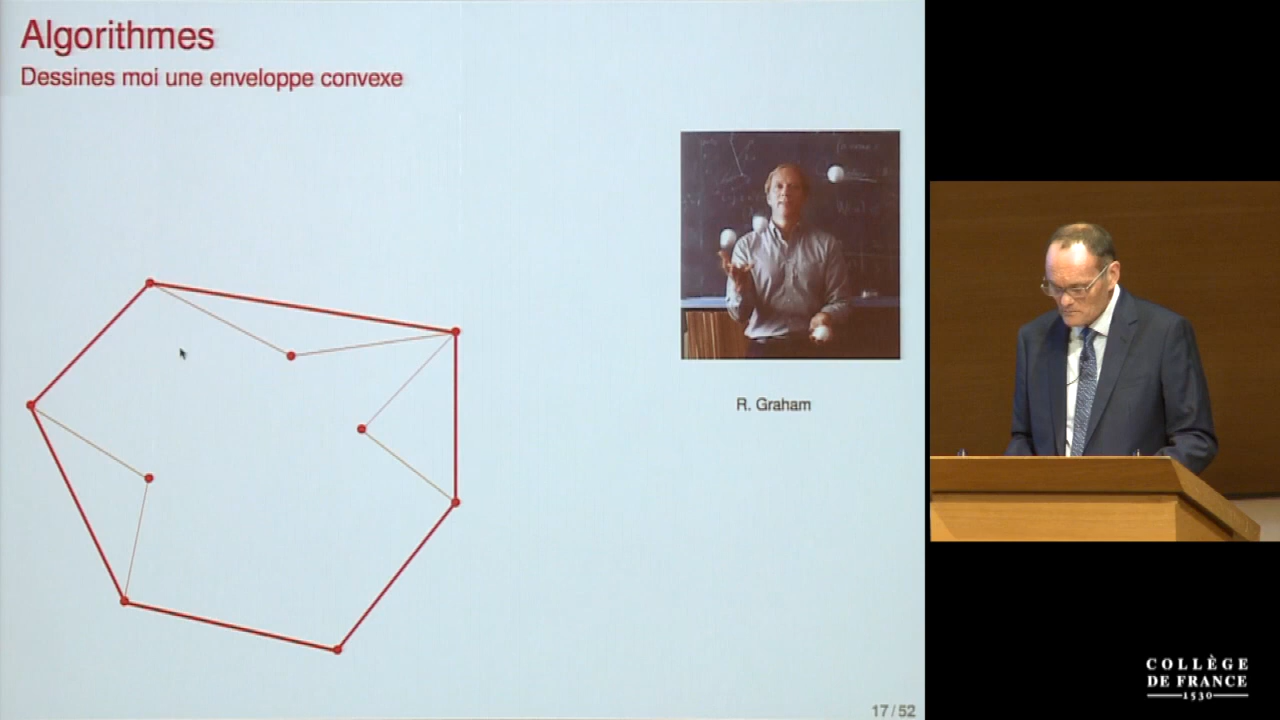 Algorithmes
Dessines moi une enveloppe convexe
R. Graham
17/52
COLLÈGE
DE FRANCE
1530